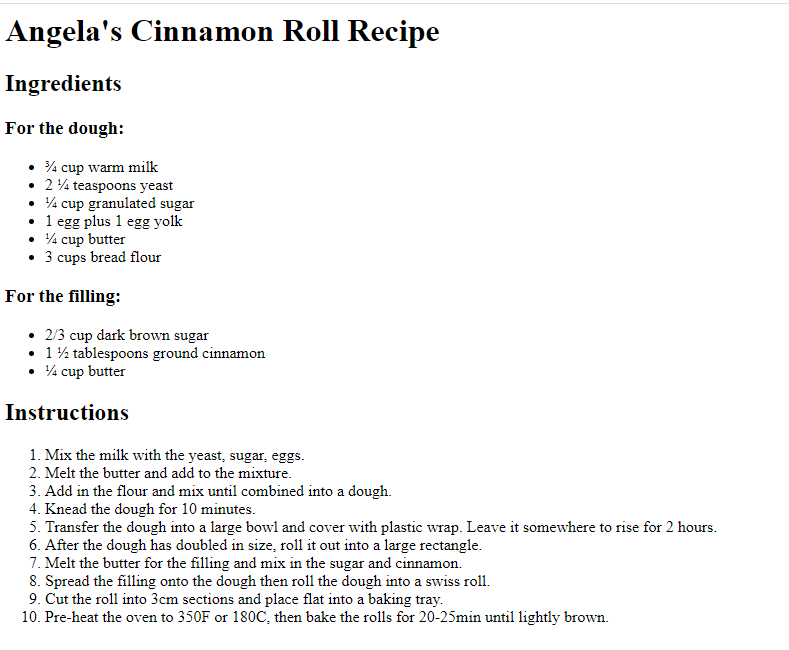 Angela's Cinnamon Roll Recipe
Ingredients
For the dough:
• ¾ cup warm milk
• 2 ¼ teaspoons yeast
• ¼ cup granulated sugar
• 1 egg plus 1 egg yolk
• ¼ cup butter
• 3 cups bread flour
For the filling:
• 2/3 cup dark brown sugar
• 1 ½ tablespoons ground cinnamon
• ¼ cup butter
Instructions
1. Mix the milk with the yeast, sugar, eggs.
2. Melt the butter and add to the mixture.
3. Add in the flour and mix until combined into a dough.
4. Knead the dough for 10 minutes.
5. Transfer the dough into a large bowl and cover with plastic wrap. Leave it somewhere to rise for 2 hours.
6. After the dough has doubled in size, roll it out into a large rectangle.
7. Melt the butter for the filling and mix in the sugar and cinnamon.
8. Spread the filling onto the dough then roll the dough into a swiss roll.
9. Cut the roll into 3cm sections and place flat into a baking tray.
10. Pre-heat the oven to 350F or 180C, then bake the rolls for 20-25min until lightly brown.